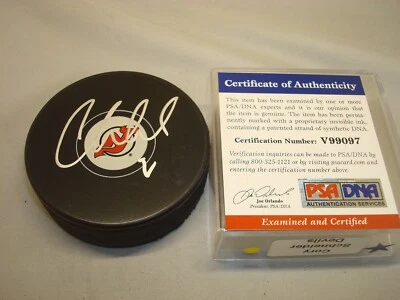 Certificate of Authenticity
This item has been examined by one or more
PSA/DNA experts and it is our opinion that
the item is genuine. The item has been perma-
nently marked with a proprietary invisible ink,
containing a patented strand of synthetic DNA.
Certification Number: V99097
Verification inquiries can be made to PSA/DNA by
calling 800-325-1121 or by visiting psacard.com and
entering the above certification number.
Joe Orlando
President, PSA/DNA
PSA DNA
AUTHENTICATION SERVICES
Examined and Certified
Cory
Schneider
Devils